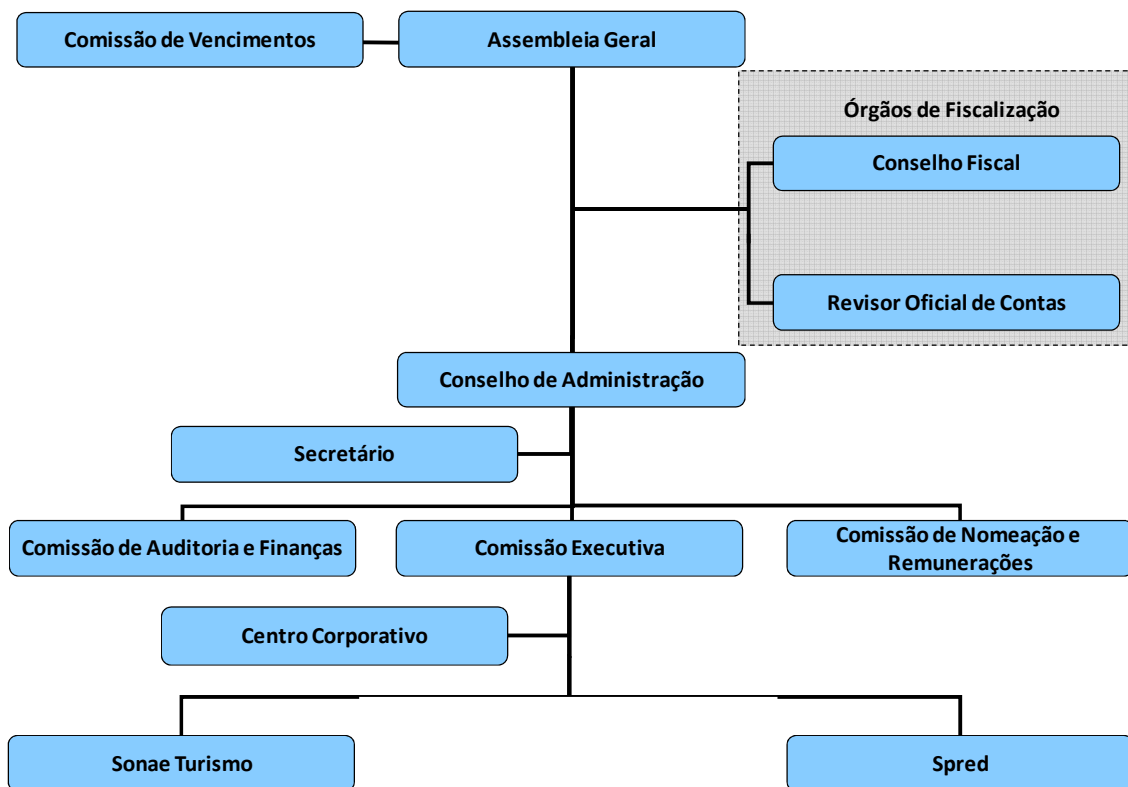 Comissão de Vencimentos
Assembleia Geral
Órgãos de Fiscalização
Conselho Fiscal
Revisor Oficial de Contas
Conselho de Administração
Secretário
Comissão de Auditoria e Finanças
Comissão Executiva
Comissão de Nomeação e
Remunerações
Centro Corporativo
Sonae Turismo
Spred